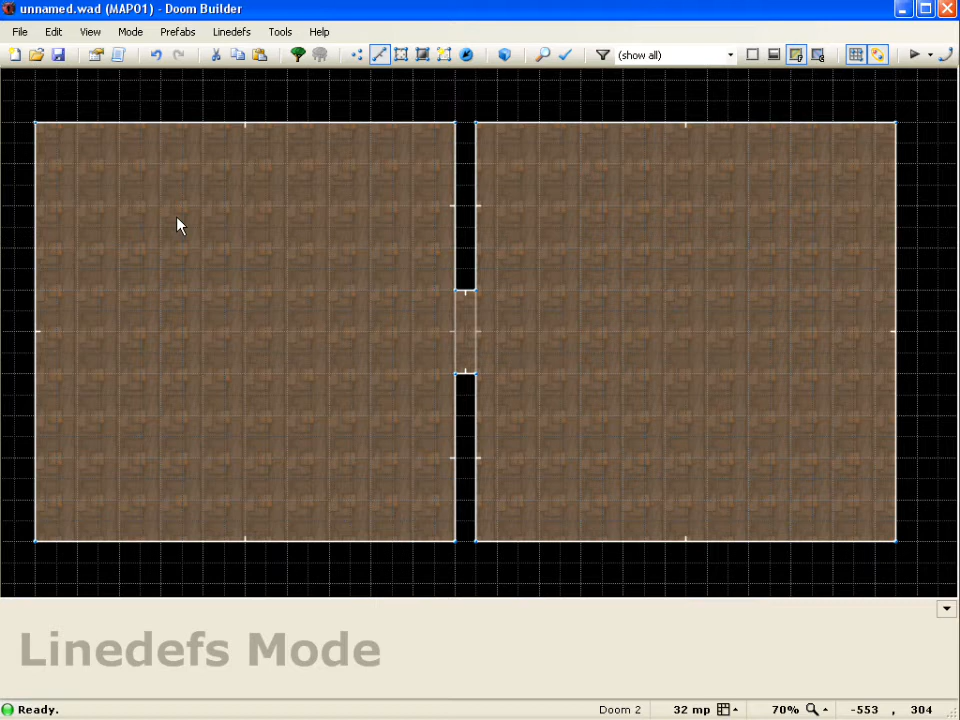 unnamed.wad (MAP01) - Doom Builder
File Edit View Mode Prefabs Linedefs Tools Help
(show all)
Linedefs Mode
Ready. Doom 2 32 mp 70% -553 , 304